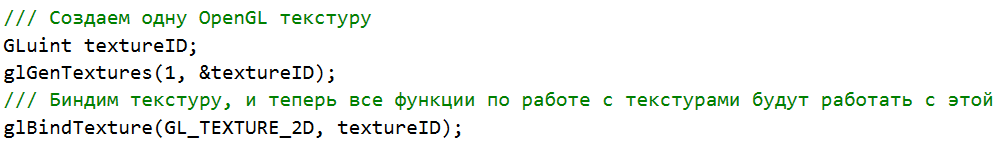 /// Создаем одну OpenGL текстуру
GLuint textureID;
glGenTextures(1, &textureID);
/// Биндим текстуру, и теперь все функции по работе с текстурами будут работать с этой
glBindTexture(GL_TEXTURE_2D, textureID);